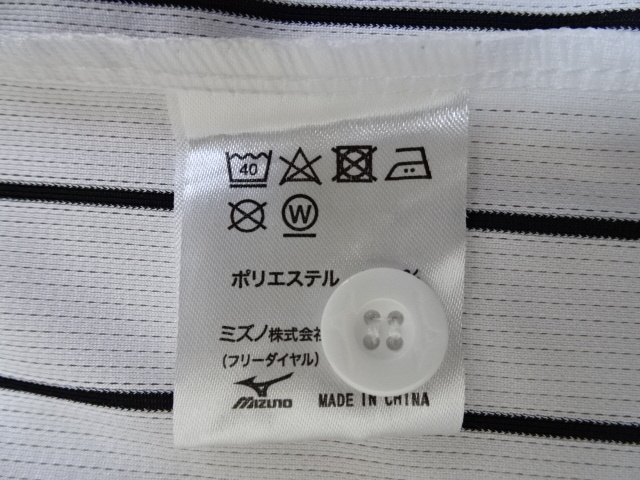 40
W
ポリエステル %
ミズノ株式会
(フリーダイヤル)
MIZUNO MADE IN CHINA